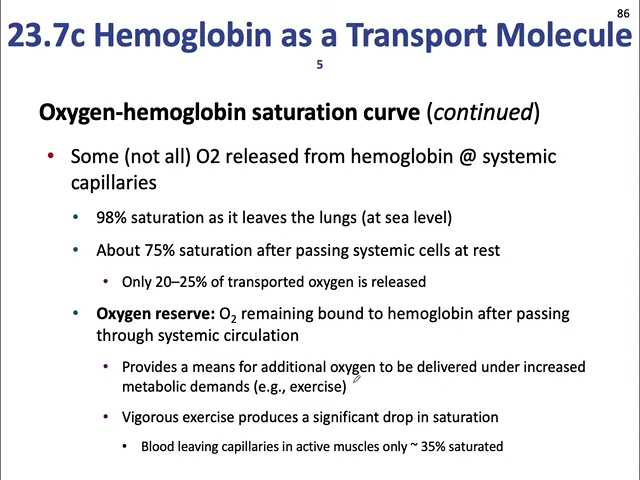 86
23.7c Hemoglobin as a Transport Molecule
5
Oxygen-hemoglobin saturation curve (continued)
• Some (not all) O2 released from hemoglobin @ systemic
capillaries
• 98% saturation as it leaves the lungs (at sea level)
• About 75% saturation after passing systemic cells at rest
• Only 20–25% of transported oxygen is released
• Oxygen reserve: O₂ remaining bound to hemoglobin after passing
through systemic circulation
• Provides a means for additional oxygen to be delivered under increased
metabolic demands (e.g., exercise)
• Vigorous exercise produces a significant drop in saturation
• Blood leaving capillaries in active muscles only ~ 35% saturated